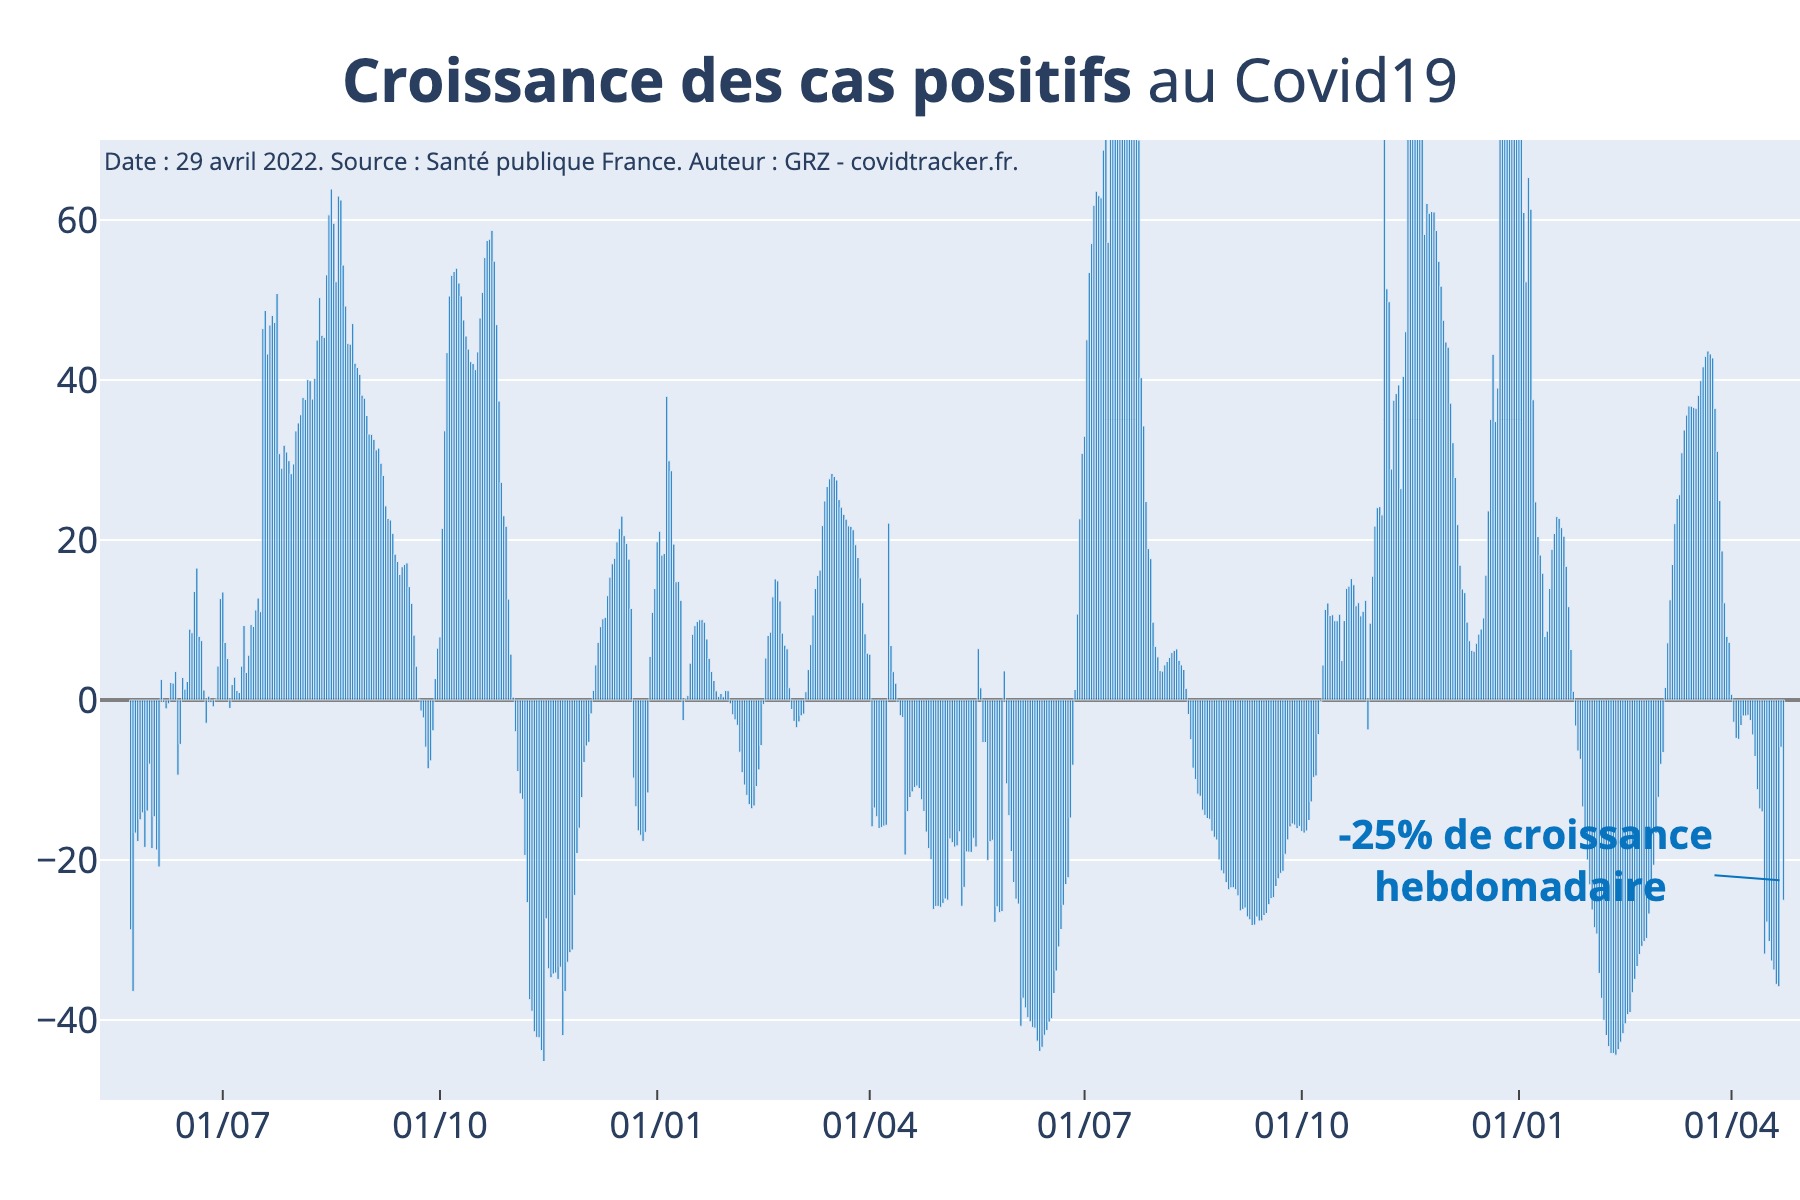 Croissance des cas positifs au Covid19
Date : 29 avril 2022. Source : Santé publique France. Auteur : GRZ - covidtracker.fr.
60
40
20
0
−20
−40
-25% de croissance
hebdomadaire
01/07 01/10 01/01 01/04 01/07 01/10 01/01 01/04